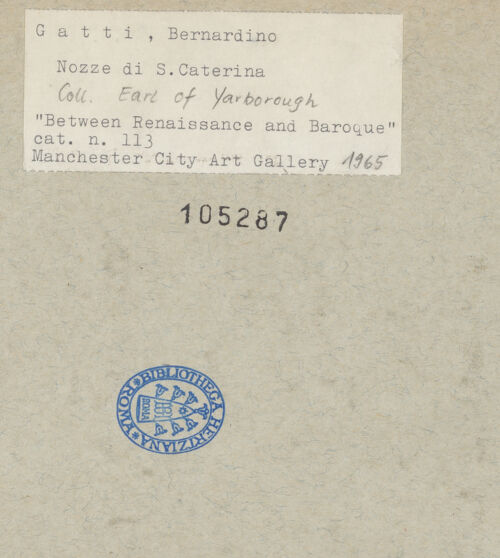 G a t t i , Bernardino
Nozze di S.Caterina
Coll. Earl of Yarborough
"Between Renaissance and Baroque"
cat. n. 113
Manchester City Art Gallery 1965
105287
*BIBLIOTHECA HERTZIANA*ROMA
ROMA